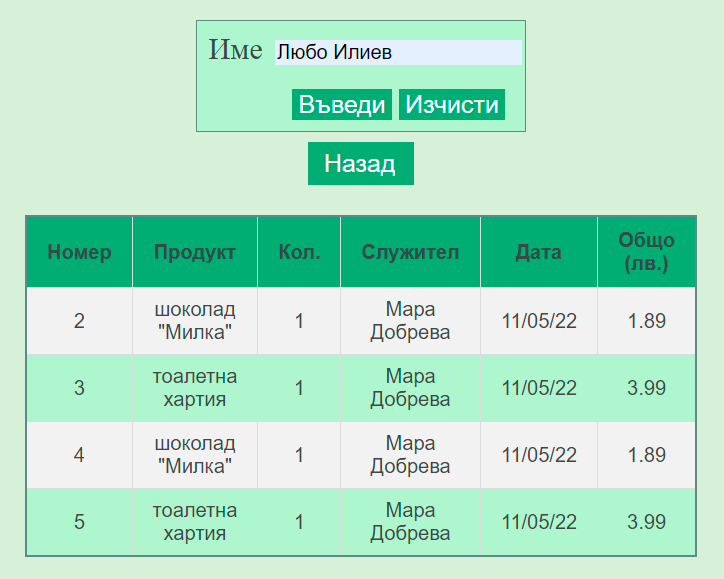 Име Любо Илиев
Въведи Изчисти
Назад
Номер Продукт Кол. Служител Дата Общо (лв.)
2 шоколад "Милка" 1 Мара Добрева 11/05/22 1.89
3 тоалетна хартия 1 Мара Добрева 11/05/22 3.99
4 шоколад "Милка" 1 Мара Добрева 11/05/22 1.89
5 тоалетна хартия 1 Мара Добрева 11/05/22 3.99